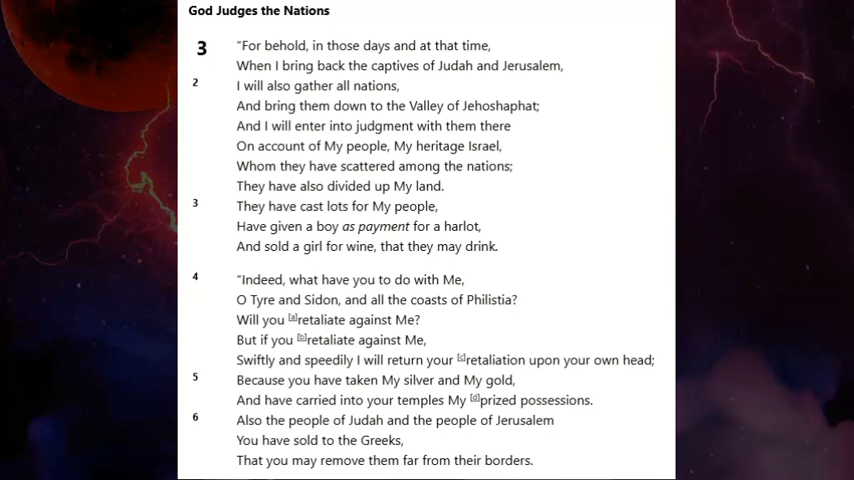 God Judges the Nations
3 "For behold, in those days and at that time,
When I bring back the captives of Judah and Jerusalem,
2 I will also gather all nations,
And bring them down to the Valley of Jehoshaphat;
And I will enter into judgment with them there
On account of My people, My heritage Israel,
Whom they have scattered among the nations;
They have also divided up My land.
3 They have cast lots for My people,
Have given a boy as payment for a harlot,
And sold a girl for wine, that they may drink.
4 "Indeed, what have you to do with Me,
O Tyre and Sidon, and all the coasts of Philistia?
Will you [a]retaliate against Me?
But if you [b]retaliate against Me,
Swiftly and speedily I will return your [c]retaliation upon your own head;
5 Because you have taken My silver and My gold,
And have carried into your temples My [d]prized possessions.
6 Also the people of Judah and the people of Jerusalem
You have sold to the Greeks,
That you may remove them far from their borders.